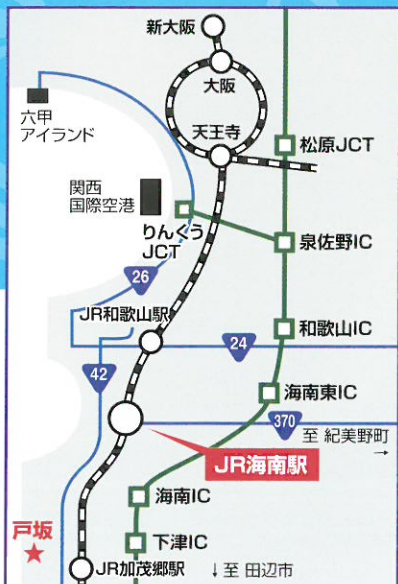 新大阪
大阪
六甲
アイランド
天王寺
松原JCT
関西
国際空港
りんくう
JCT
泉佐野IC
26
JR和歌山駅
和歌山IC
24
42
海南東IC
370
至 紀美野町
→
JR海南駅
海南IC
戸坂
★
下津IC
JR加茂郷駅
↓至 田辺市